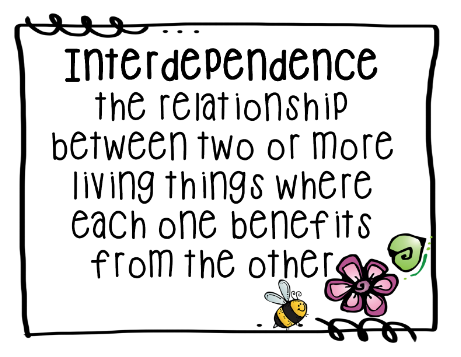 Interdependence
the relationship
between two or more
living things where
each one benefits
from the other